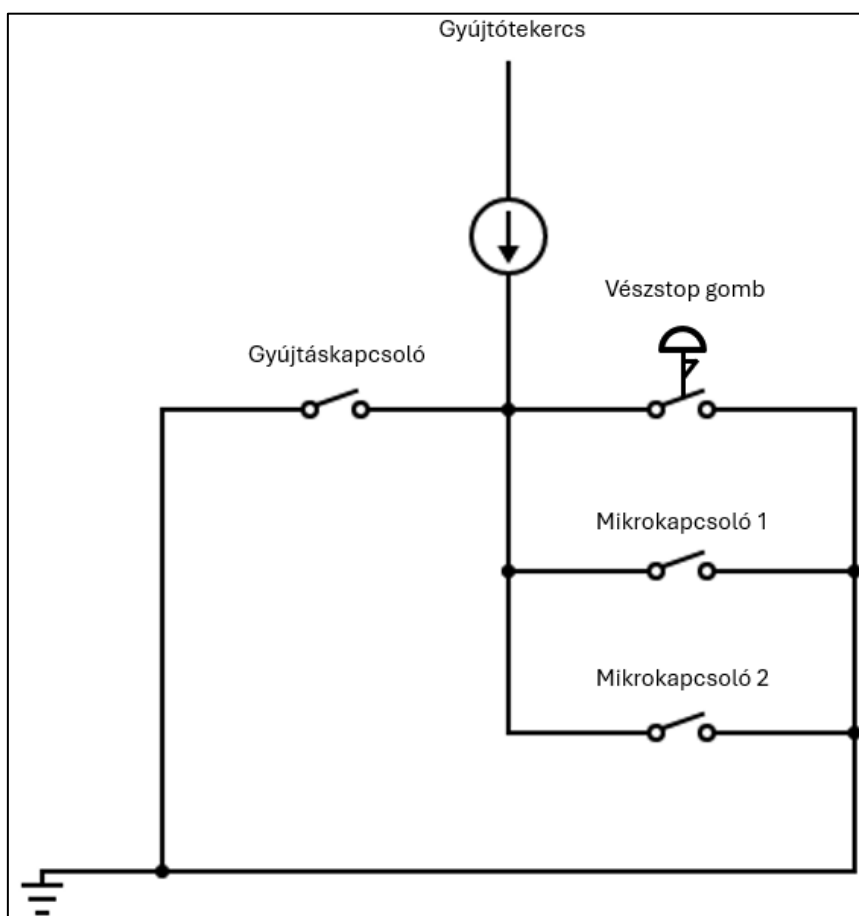 Gyújtótekercs
Vészstop gomb
Gyújtáskapcsoló
Mikrokapcsoló 1
Mikrokapcsoló 2